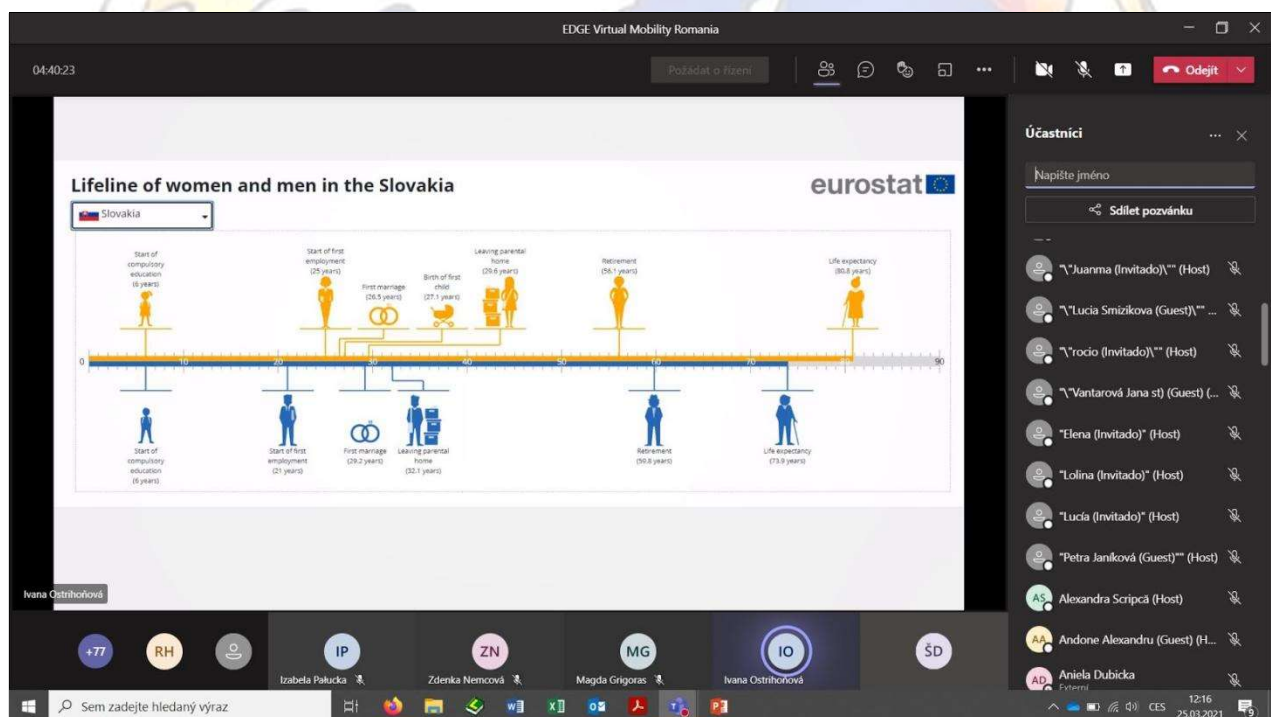 EDGE Virtual Mobility Romania
04:40:23
Požádat o řízení
Odejít
Lifeline of women and men in the Slovakia
eurostat
Slovakia
Start of
compulsory
education
(6 years)
Start of first
employment
(25 years)
First marriage
(26.5 years)
Birth of first
child
(27.1 years)
Leaving parental
home
(29.6 years)
Retirement
(56.1 years)
Life expectancy
(80.8 years)
0
10
20
30
40
50
60
70
80
90
Start of
compulsory
education
(6 years)
Start of first
employment
(21 years)
First marriage
(29.2 years)
Leaving parental
home
(32.1 years)
Retirement
(59.8 years)
Life expectancy
(73.9 years)
Ivana Ostrihoňová
+77
RH
IP
Izabela Pałucka
ZN
Zdenka Nemcová
MG
Magda Grigoras
IO
Ivana Ostrihoňová
ŠD
Účastníci
Napište jméno
Sdílet pozvánku
"\"Juanma (Invitado)\"" (Host)
"\"Lucia Smizikova (Guest)\"" ...
"\"rocio (Invitado)\"" (Host)
"\"Vantarová Jana st) (Guest) (...
"Elena (Invitado)" (Host)
"Lolina (Invitado)" (Host)
"Lucía (Invitado)" (Host)
"Petra Janíková (Guest)"" (Host)
AS
Alexandra Scripcă (Host)
AA
Andone Alexandru (Guest) (H...
AD
Aniela Dubicka
Externí
Sem zadejte hledaný výraz
CES
12:16
25.03.2021
9